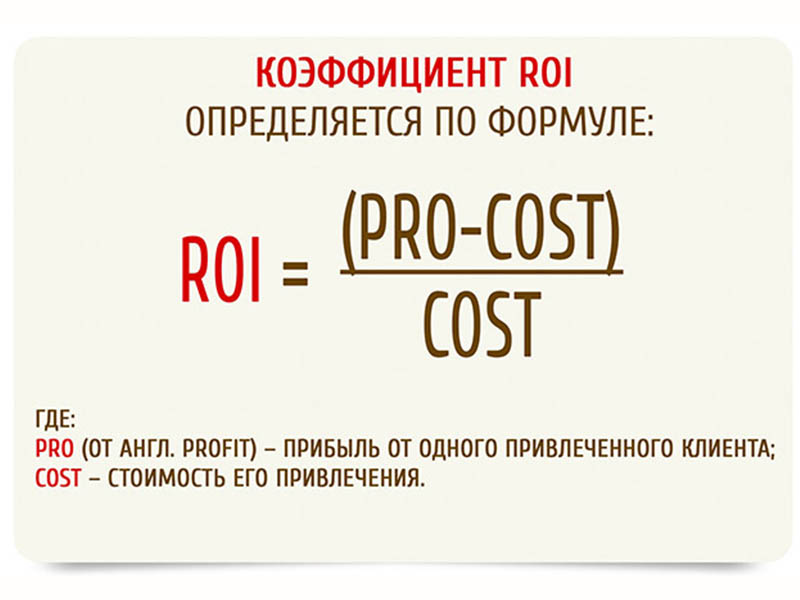 КОЭФФИЦИЕНТ ROI
ОПРЕДЕЛЯЕТСЯ ПО ФОРМУЛЕ:
ROI = (PRO-COST)
COST
ГДЕ:
PRO (ОТ АНГЛ. PROFIT) – ПРИБЫЛЬ ОТ ОДНОГО ПРИВЛЕЧЕННОГО КЛИЕНТА;
COST – СТОИМОСТЬ ЕГО ПРИВЛЕЧЕНИЯ.